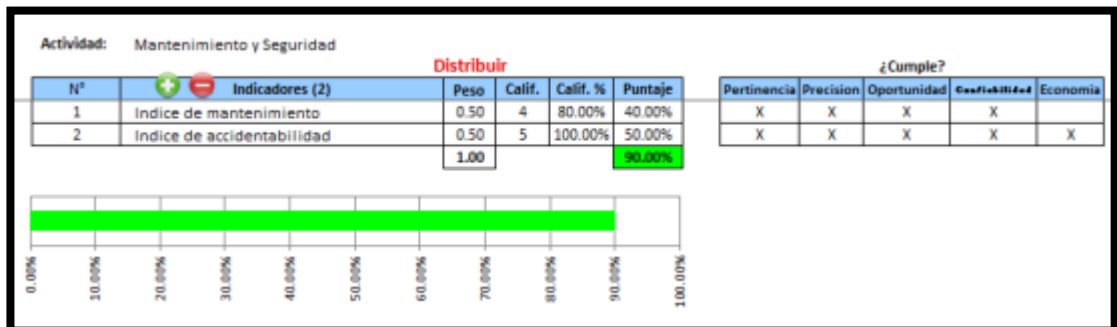 Actividad: Mantenimiento y Seguridad
Distribuir ¿Cumple?
N° Indicadores (2) Peso Calif. Calif. % Puntaje Pertinencia Precision Oportunidad Confiabilidad Economia
1 Indice de mantenimiento 0.50 4 80.00% 40.00% X X X X
2 Indice de accidentabilidad 0.50 5 100.00% 50.00% X X X X X
1.00 90.00%
0.00% 10.00% 20.00% 30.00% 40.00% 50.00% 60.00% 70.00% 80.00% 90.00% 100.00%